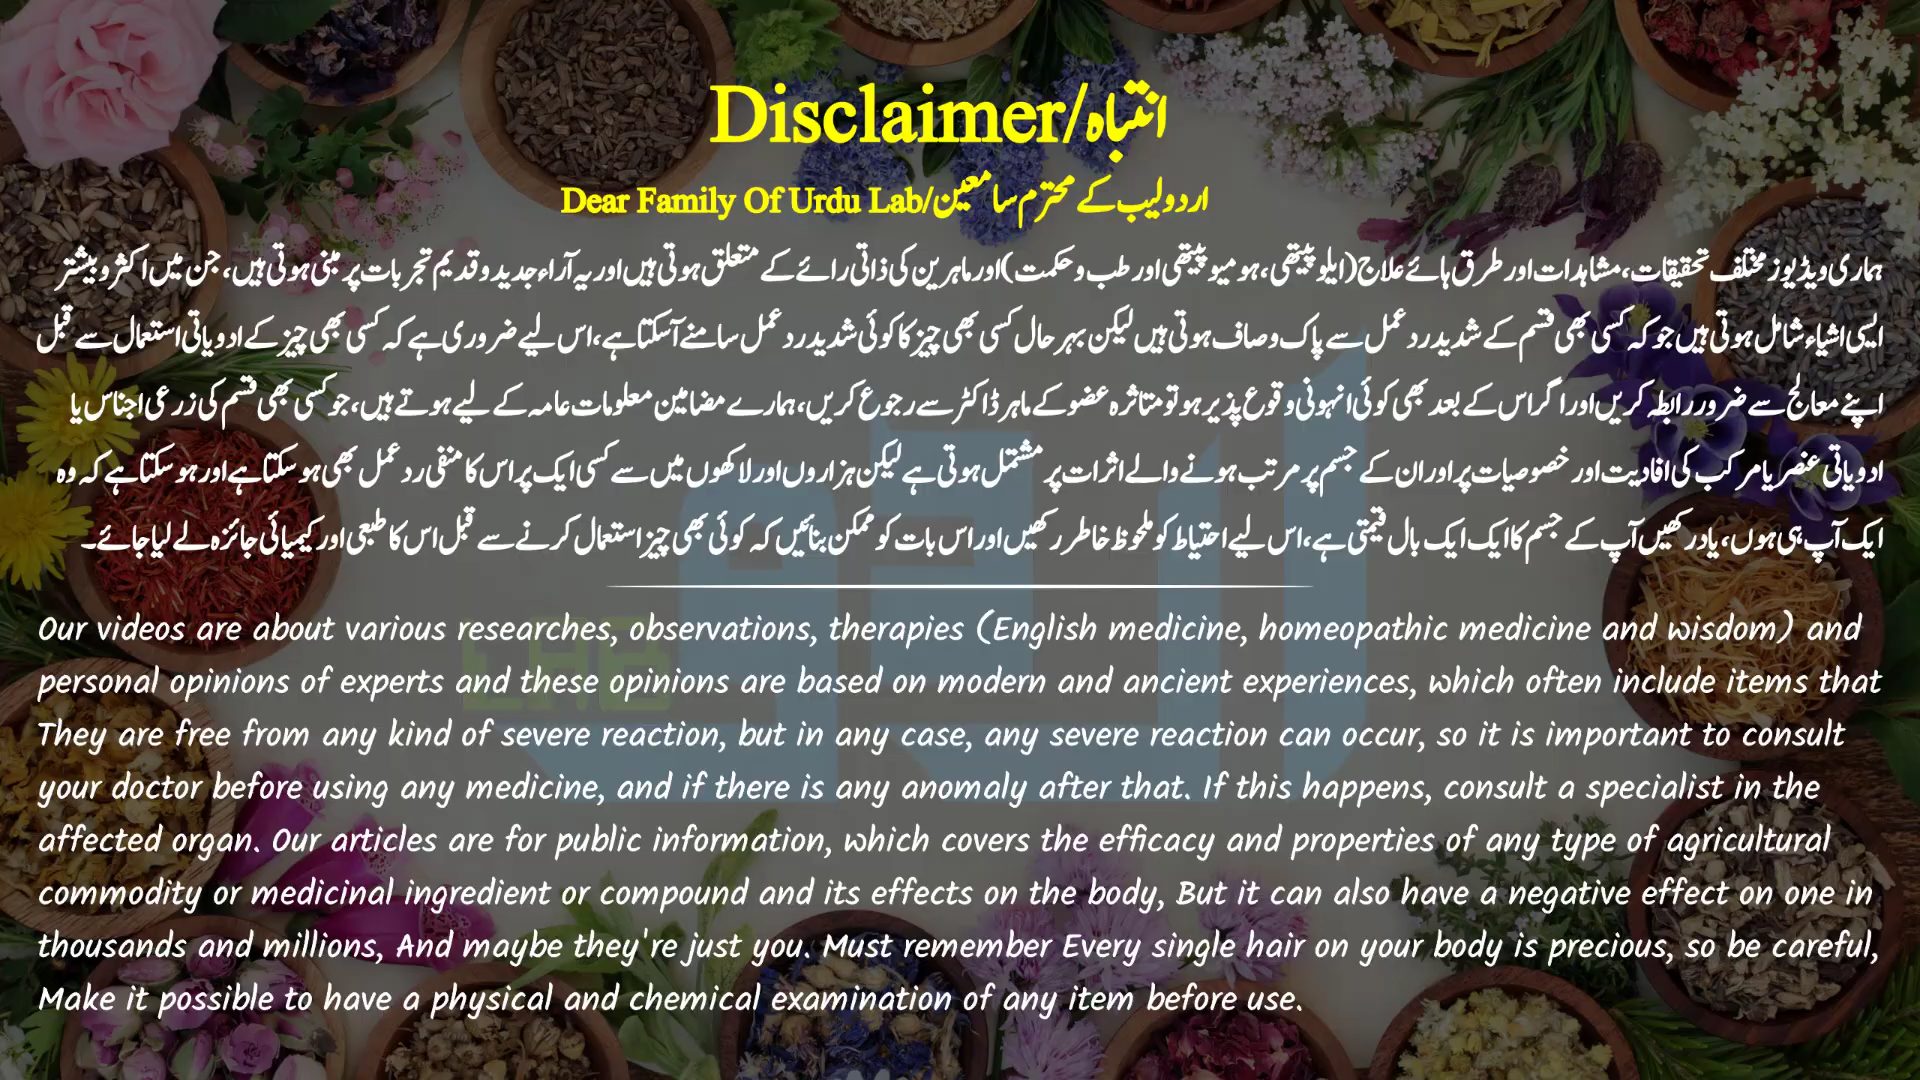 Disclaimer/انتباہ
Dear Family Of Urdu Lab/اردو لیب کے محترم سامعین
ہماری ویڈیوز مختلف تحقیقات، مشاہدات اور طرق ہائے علاج(ایلو پیتھی، ہومیو پیتھی اور طب و حکمت)اور ماہرین کی ذاتی رائے کے متعلق ہوتی ہیں اور یہ آراء جدید و قدیم تجربات پر مبنی ہوتی ہیں، جن میں اکثر و بیشتر
ایسی اشیاء شامل ہوتی ہیں جو کہ کسی بھی قسم کے شدید رد عمل سے پاک و صاف ہوتی ہیں لیکن بہر حال کسی بھی چیز کا کوئی شدید رد عمل سامنے آسکتا ہے، اس لیے ضروری ہے کہ کسی بھی چیز کے ادویاتی استعمال سے قبل
اپنے معالج سے ضرور رابطہ کریں اور اگر اس کے بعد بھی کوئی انہونی وقوع پذیر ہو تو متاثرہ عضو کے ماہر ڈاکٹر سے رجوع کریں، ہمارے مضامین معلومات عامہ کے لیے ہوتے ہیں، جو کسی بھی قسم کی زرعی اجناس یا
ادویاتی عنصر یا مرکب کی افادیت اور خصوصیات پر اور ان کے جسم پر مرتب ہونے والے اثرات پر مشتمل ہوتی ہے لیکن ہزاروں اور لاکھوں میں سے کسی ایک پر اس کا منفی رد عمل بھی ہو سکتا ہے اور ہو سکتا ہے کہ وہ
ایک آپ ہی ہوں، یاد رکھیں آپ کے جسم کا ایک ایک بال قیمتی ہے، اس لیے احتیاط کو ملحوظ خاطر رکھیں اور اس بات کو ممکن بنائیں کہ کوئی بھی چیز استعمال کرنے سے قبل اس کا طبعی اور کیمیائی جائزہ لے لیا جائے۔
Our videos are about various researches, observations, therapies (English medicine, homeopathic medicine and wisdom) and
personal opinions of experts and these opinions are based on modern and ancient experiences, which often include items that
They are free from any kind of severe reaction, but in any case, any severe reaction can occur, so it is important to consult
your doctor before using any medicine, and if there is any anomaly after that. If this happens, consult a specialist in the
affected organ. Our articles are for public information, which covers the efficacy and properties of any type of agricultural
commodity or medicinal ingredient or compound and its effects on the body, But it can also have a negative effect on one in
thousands and millions, And maybe they're just you. Must remember Every single hair on your body is precious, so be careful,
Make it possible to have a physical and chemical examination of any item before use.
اردو
LAB